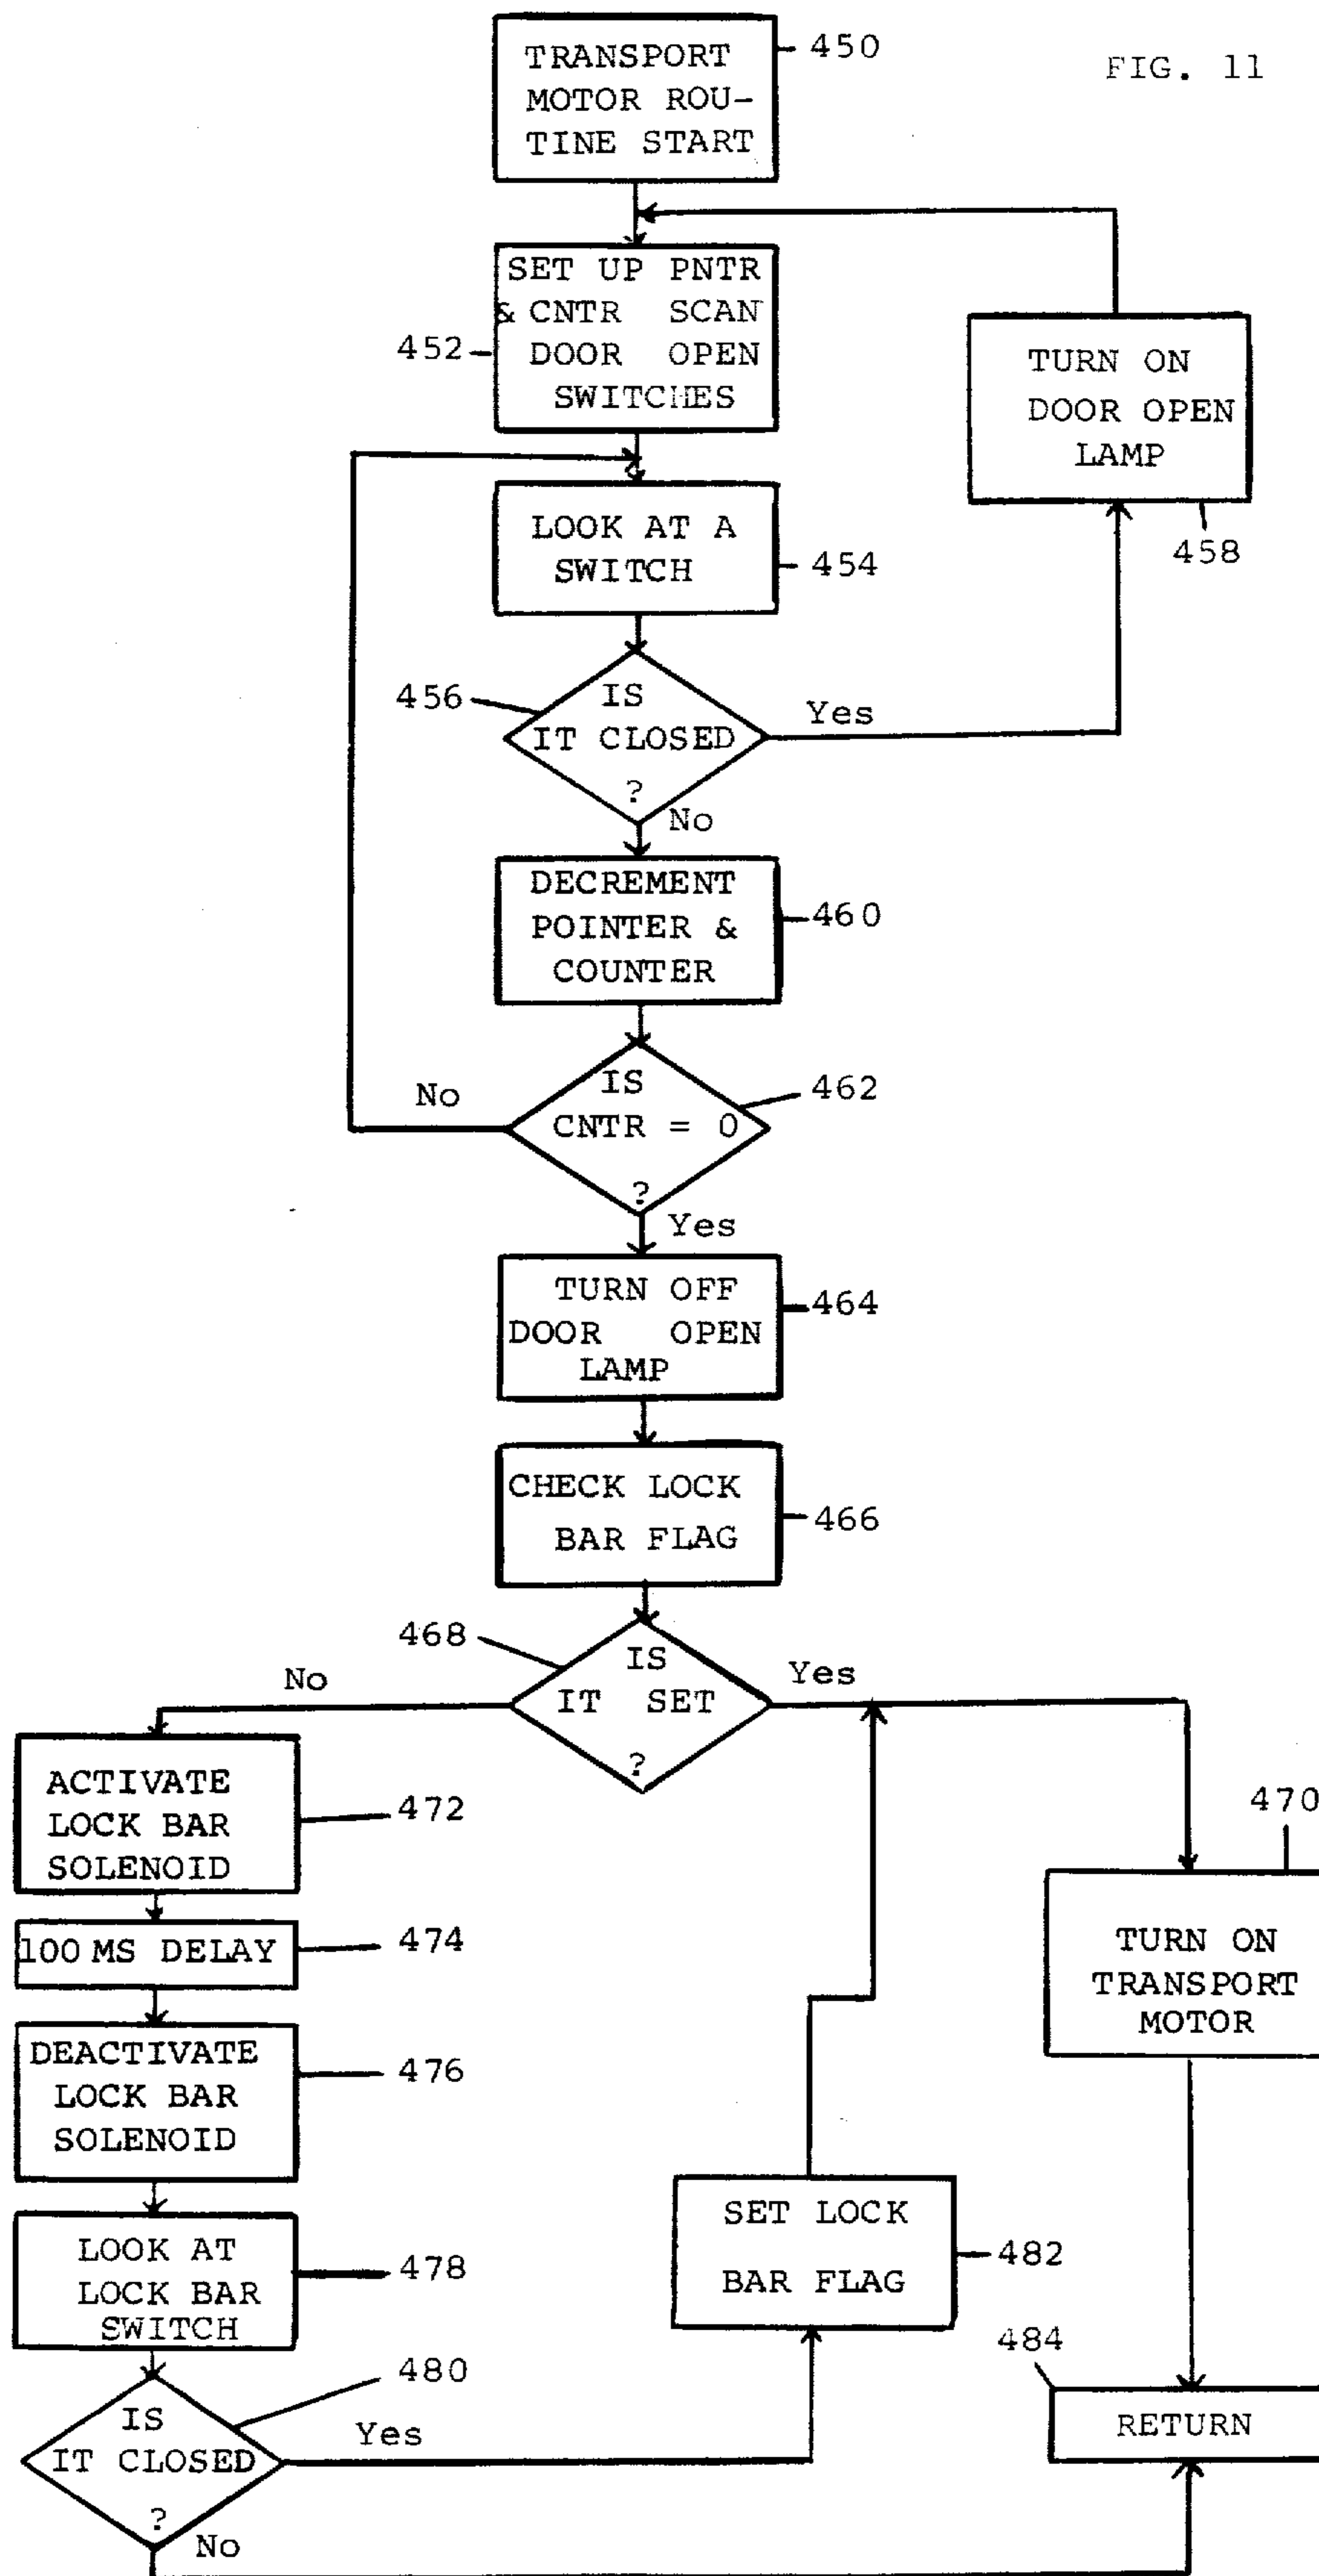 FIG. 11
TRANSPORT
MOTOR ROU-
TINE START
450
SET UP PNTR
& CNTR SCAN
DOOR OPEN
SWITCHES
452
TURN ON
DOOR OPEN
LAMP
458
LOOK AT A
SWITCH
454
456
IS
IT CLOSED
?
Yes
No
DECREMENT
POINTER &
COUNTER
460
IS
CNTR = 0
?
462
No
Yes
TURN OFF
DOOR OPEN
LAMP
464
CHECK LOCK
BAR FLAG
466
468
IS
IT SET
?
No
Yes
ACTIVATE
LOCK BAR
SOLENOID
472
470
TURN ON
TRANSPORT
MOTOR
100 MS DELAY
474
DEACTIVATE
LOCK BAR
SOLENOID
476
LOOK AT
LOCK BAR
SWITCH
478
SET LOCK
BAR FLAG
482
480
IS
IT CLOSED
?
Yes
No
484
RETURN